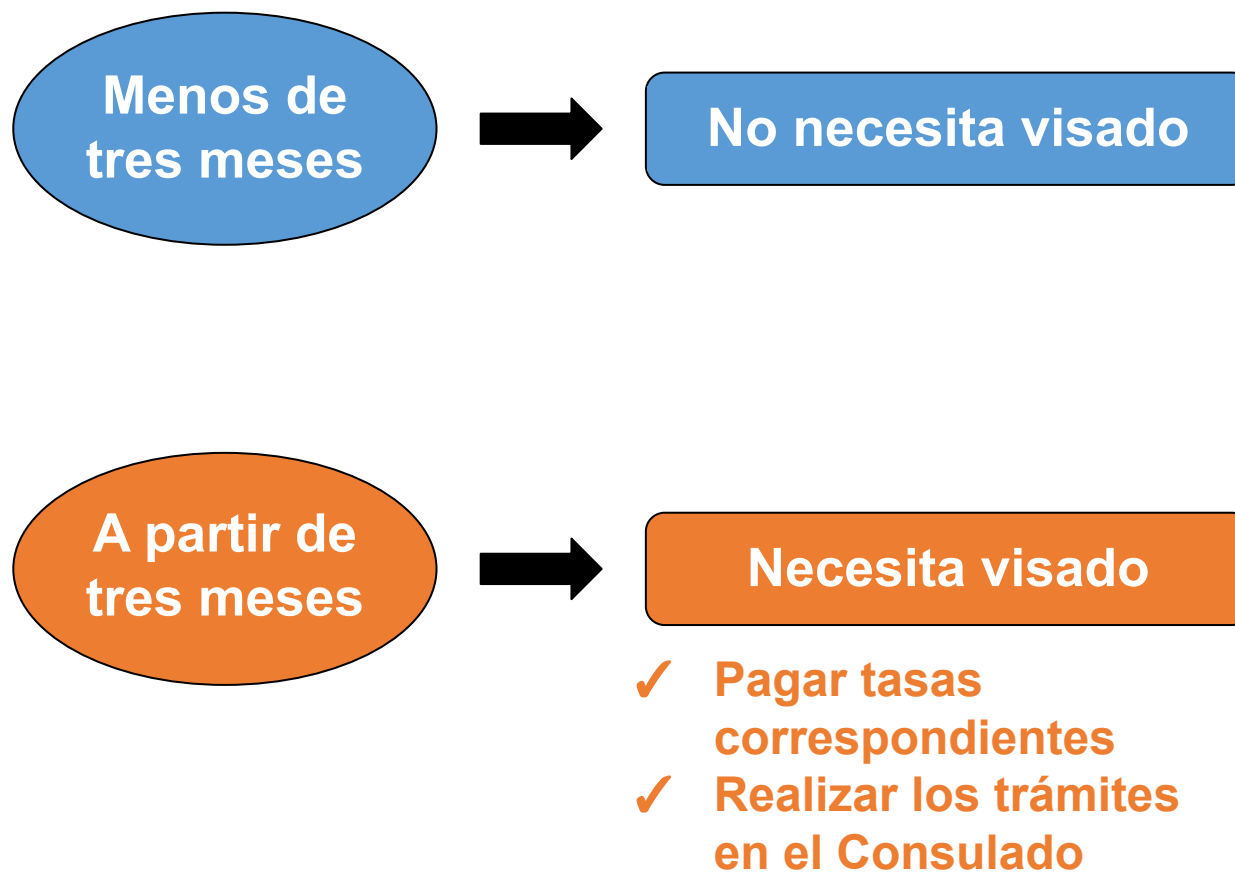 Menos de
tres meses
No necesita visado
A partir de
tres meses
Necesita visado
✓ Pagar tasas
correspondientes
✓ Realizar los trámites
en el Consulado